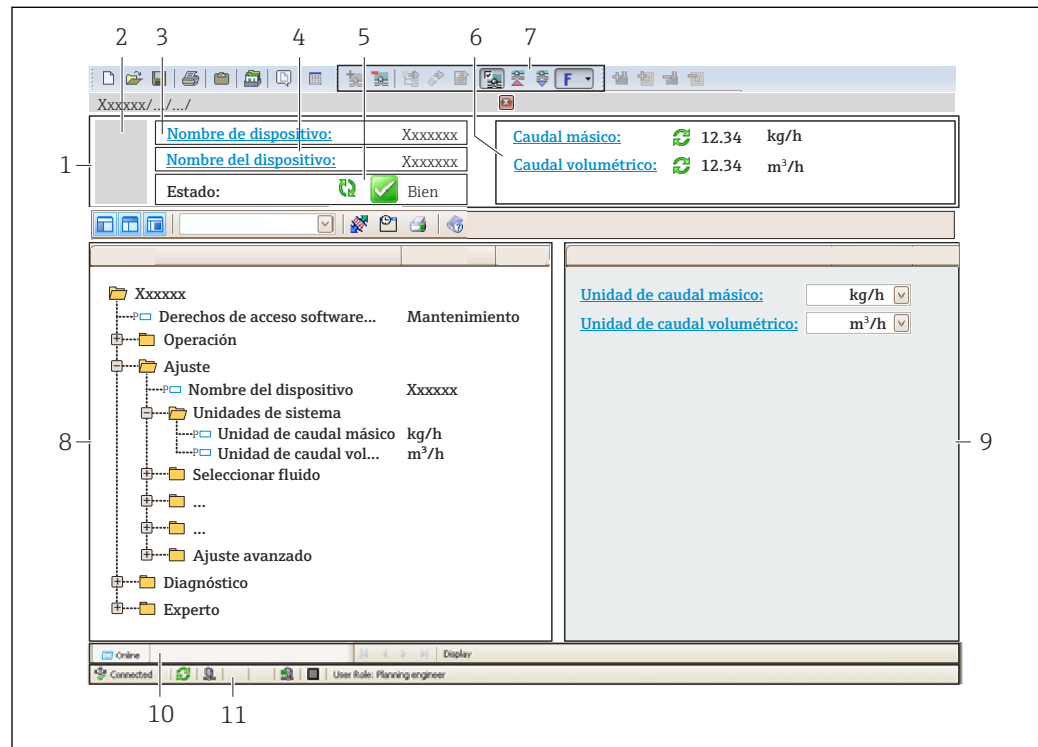 2 3 4 5 6 7
F
Xxxxxx/.../.../
1
Nombre de dispositivo: Xxxxxxx
Nombre del dispositivo: Xxxxxxx
Estado: Bien
Caudal másico: 12.34 kg/h
Caudal volumétrico: 12.34 m³/h
Xxxxxx
Derechos de acceso software... Mantenimiento
Operación
Ajuste
Nombre del dispositivo Xxxxxx
Unidades de sistema
Unidad de caudal másico kg/h
Unidad de caudal vol... m³/h
Seleccionar fluido
...
...
Ajuste avanzado
Diagnóstico
Experto
8
Unidad de caudal másico: kg/h
Unidad de caudal volumétrico: m³/h
9
Online Display
Connected User Role: Planning engineer
10 11